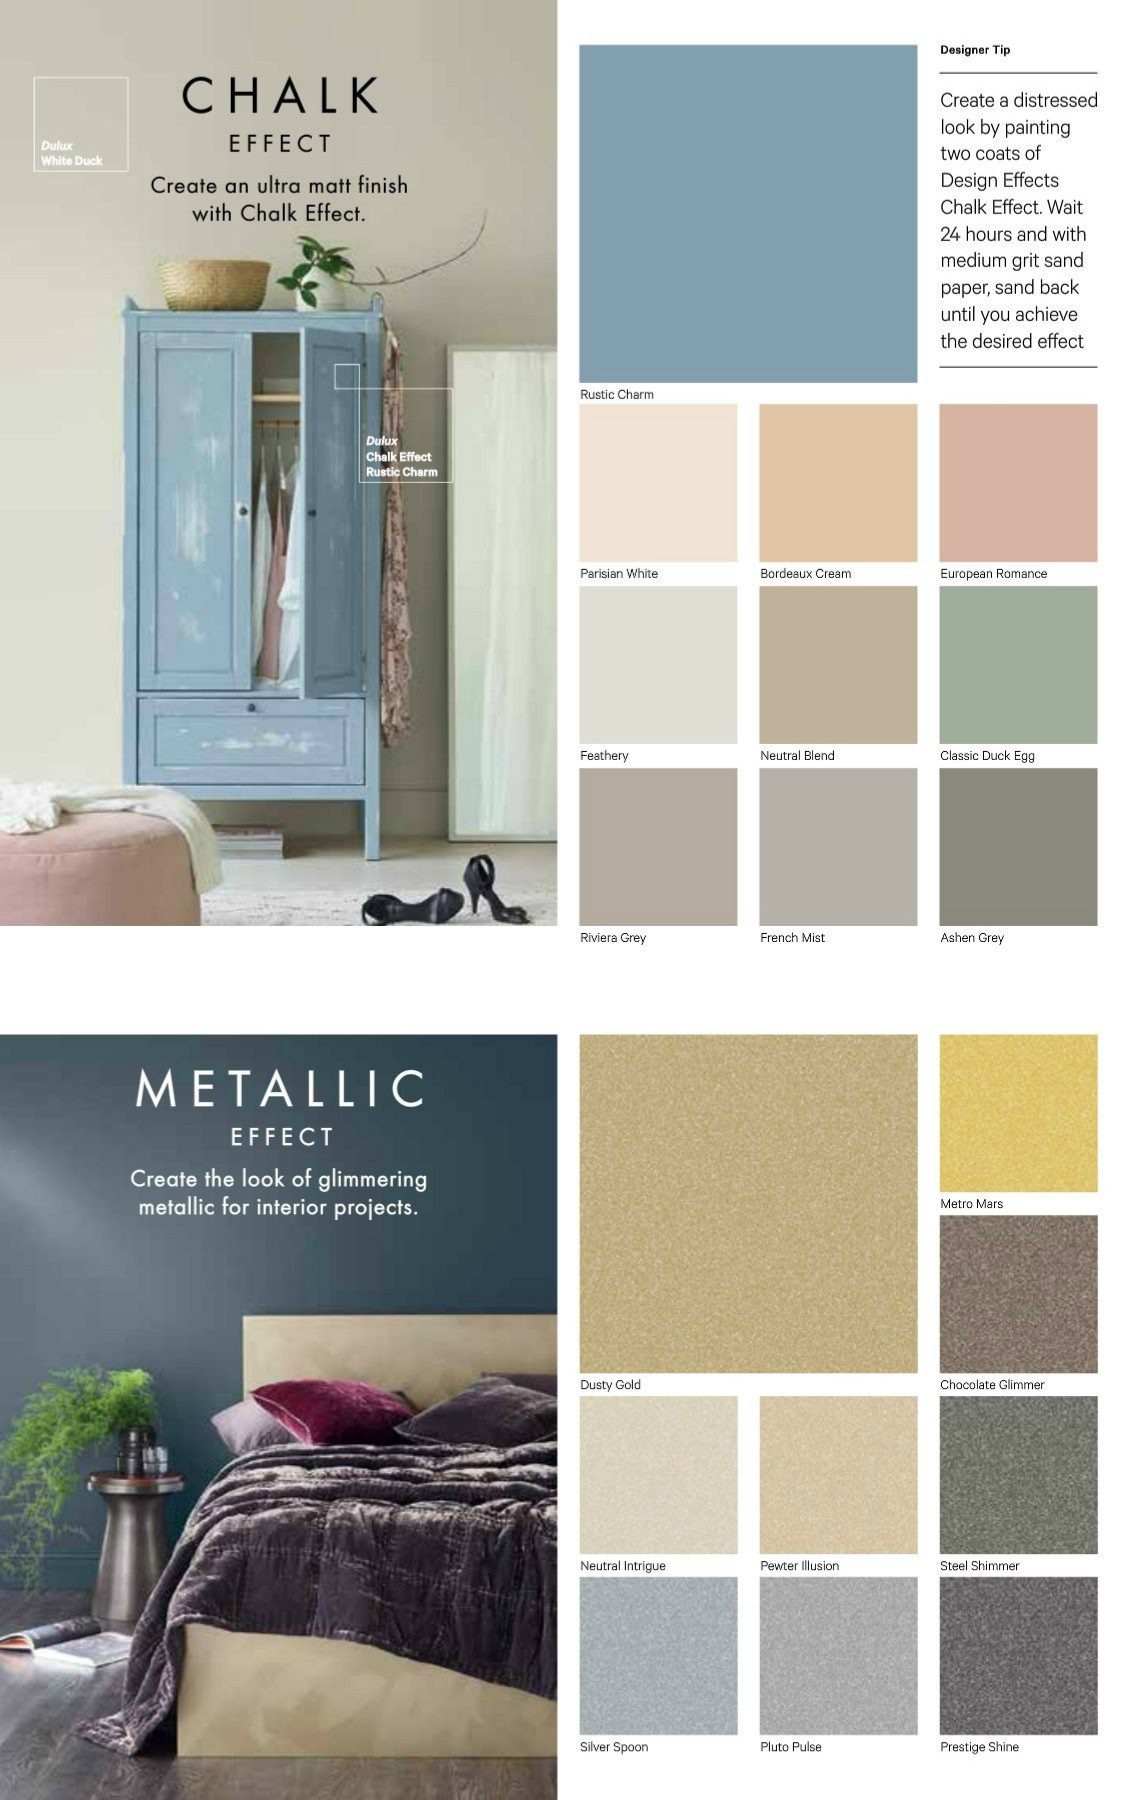 CHALK
EFFECT
Create an ultra matt finish
with Chalk Effect.
Dulux
White Duck
Dulux
Chalk Effect
Rustic Charm
Designer Tip
Create a distressed
look by painting
two coats of
Design Effects
Chalk Effect. Wait
24 hours and with
medium grit sand
paper, sand back
until you achieve
the desired effect
Rustic Charm
Parisian White
Bordeaux Cream
European Romance
Feathery
Neutral Blend
Classic Duck Egg
Riviera Grey
French Mist
Ashen Grey
METALLIC
EFFECT
Create the look of glimmering
metallic for interior projects.
Metro Mars
Dusty Gold
Chocolate Glimmer
Neutral Intrigue
Pewter Illusion
Steel Shimmer
Silver Spoon
Pluto Pulse
Prestige Shine